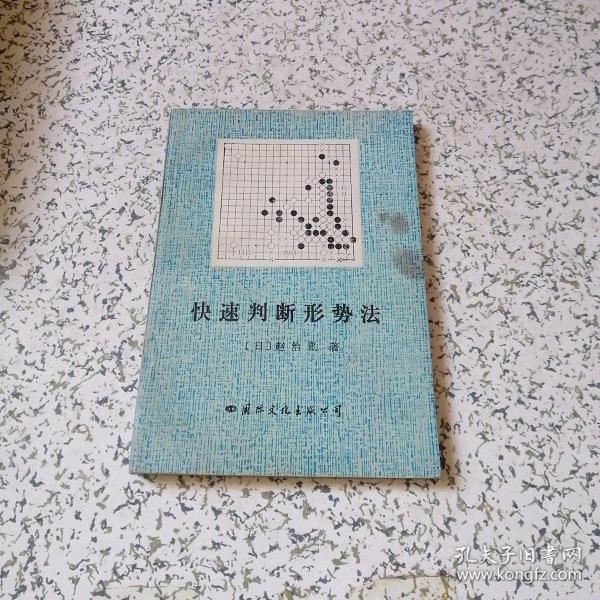 快速判断形势法
〔日〕赵治勋 著
国际文化出版公司
孔夫子旧书网
www.kongfz.com